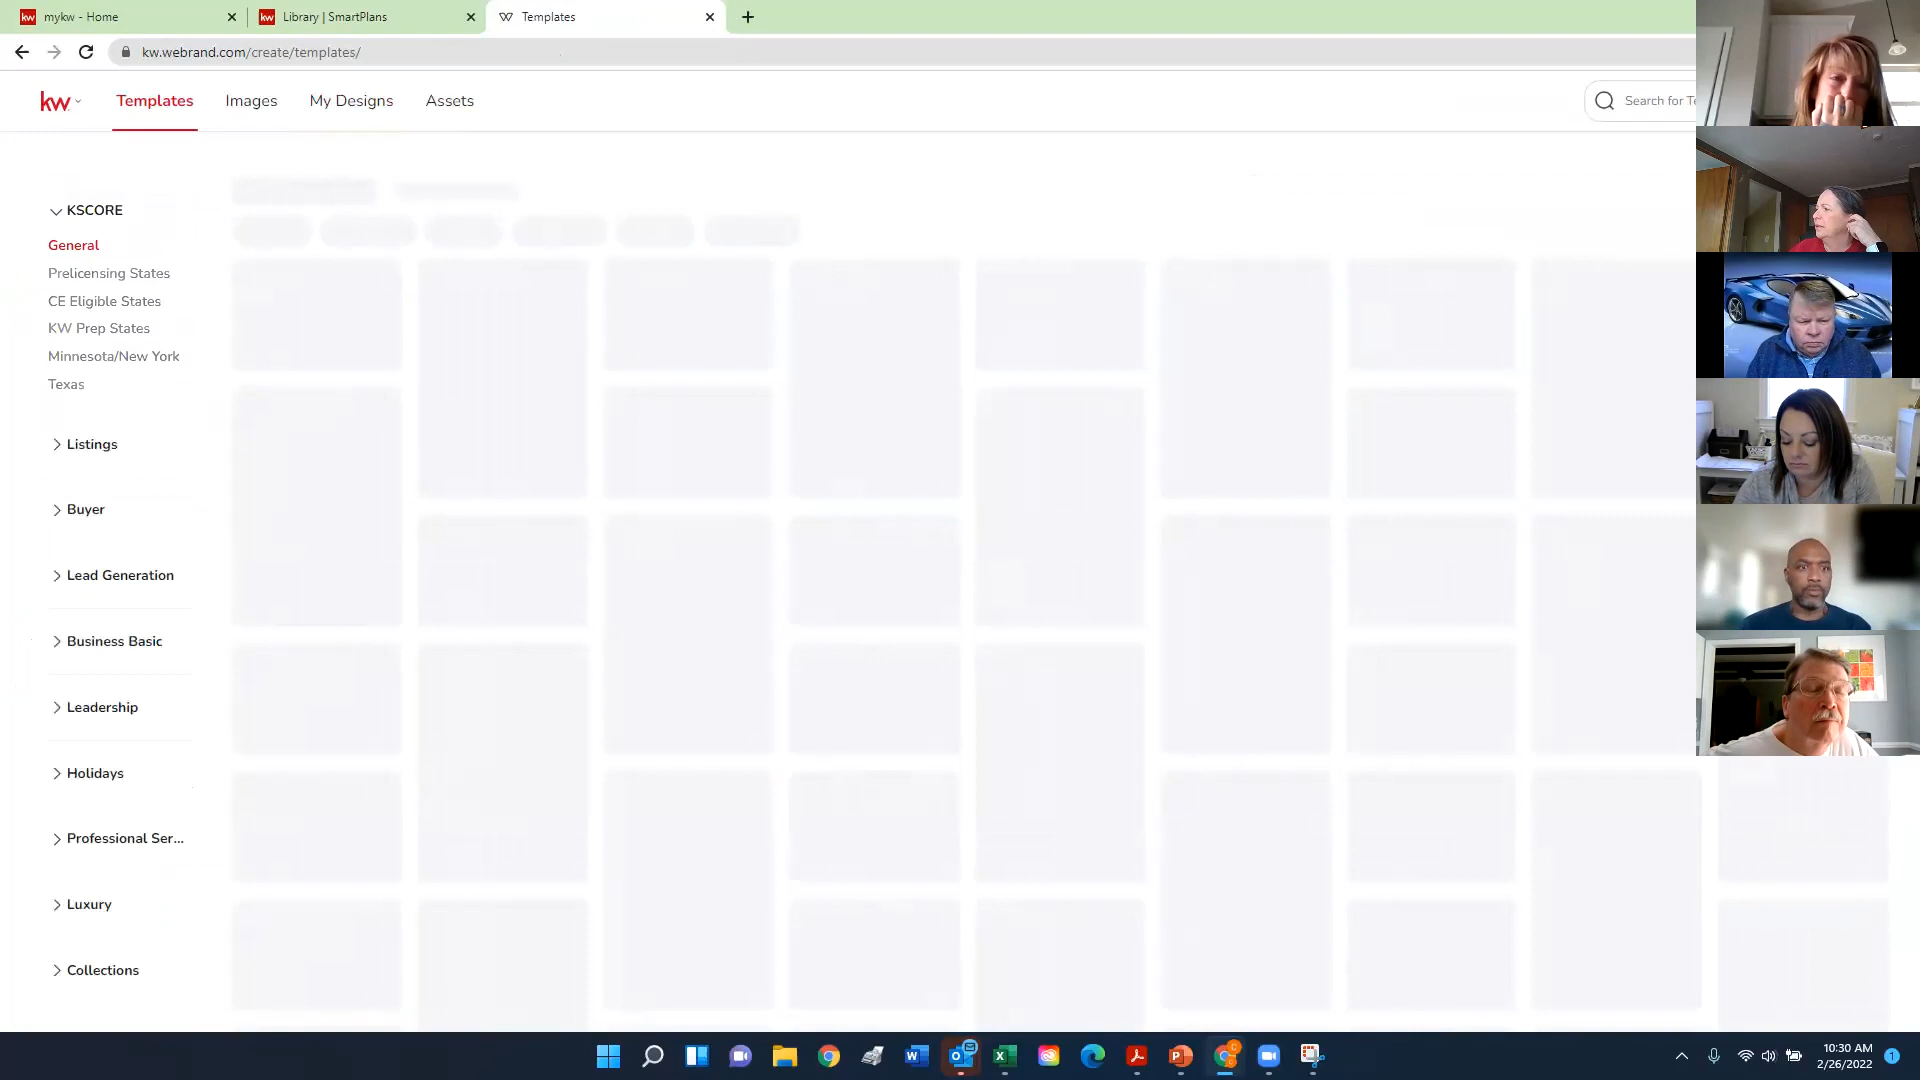 mykw - Home
Library | SmartPlans
Templates
kw.webrand.com/create/templates/
kw
Templates
Images
My Designs
Assets
Search for Te
KSCORE
General
Prelicensing States
CE Eligible States
KW Prep States
Minnesota/New York
Texas
Listings
Buyer
Lead Generation
Business Basic
Leadership
Holidays
Professional Ser...
Luxury
Collections
10:30 AM
2/26/2022
1